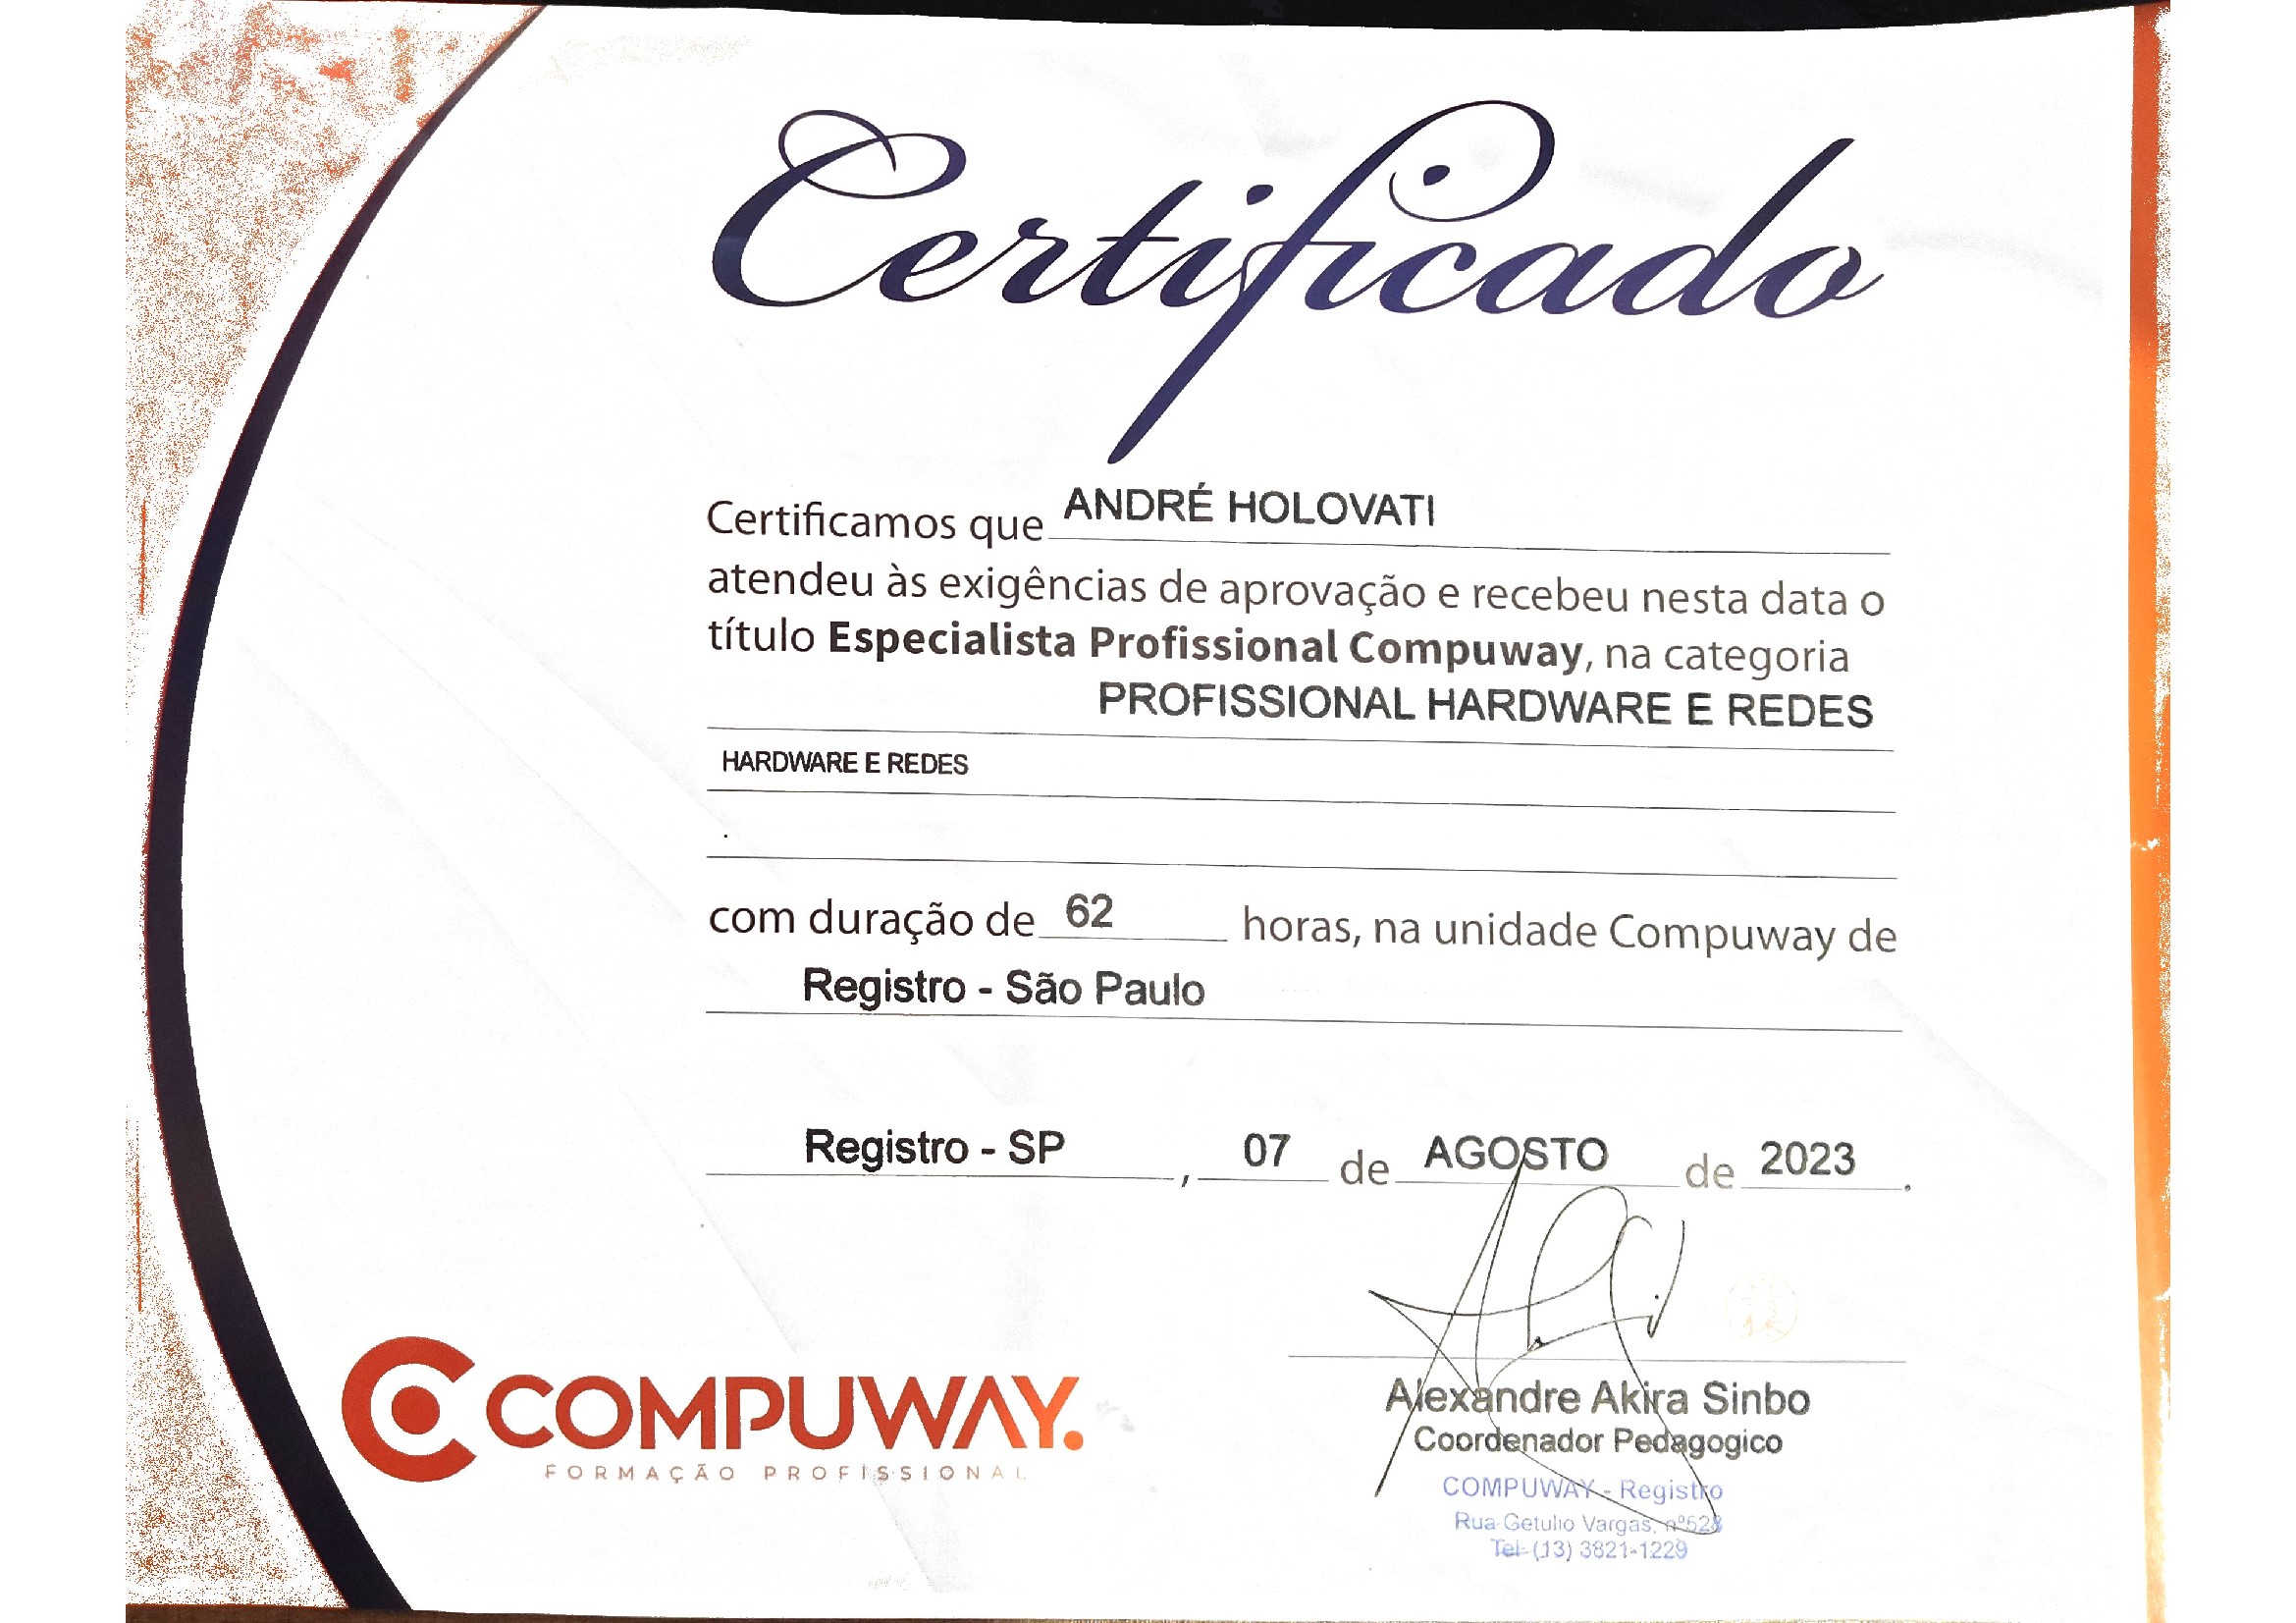 Certificado
Certificamos que ANDRÉ HOLOVATI
atendeu às exigências de aprovação e recebeu nesta data o
título Especialista Profissional Compuway, na categoria
PROFISSIONAL HARDWARE E REDES
HARDWARE E REDES
.
com duração de 62 horas, na unidade Compuway de
Registro - São Paulo
Registro - SP , 07 de AGOSTO de 2023 .
COMPUWAY.
FORMAÇÃO PROFISSIONAL
Alexandre Akira Sinbo
Coordenador Pedagogico
COMPUWAY - Registro
Rua Getulio Vargas, nº528
Tel- (13) 3821-1229